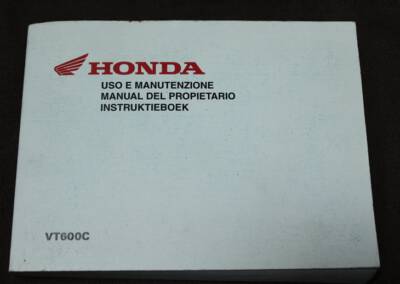 HONDA
USO E MANUTENZIONE
MANUAL DEL PROPIETARIO
INSTRUKTIEBOEK
VT600C